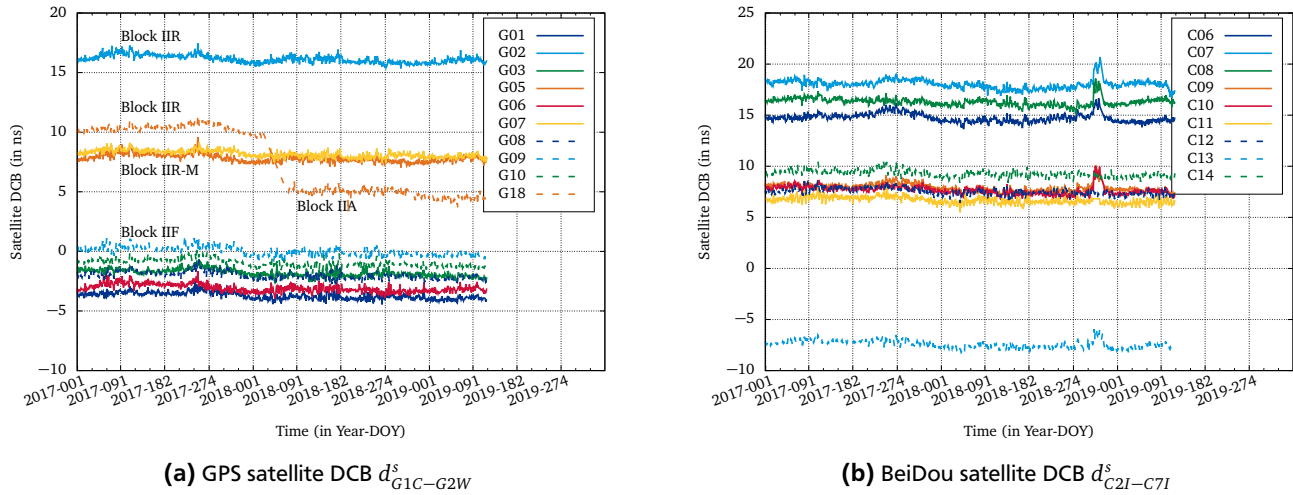 20
15
10
5
0
−5
−10
Satellite DCB (in ns)
2017-001
2017-091
2017-182
2017-274
2018-001
2018-091
2018-182
2018-274
2019-001
2019-091
2019-182
2019-274
Time (in Year-DOY)
Block IIR
Block IIR
Block IIR-M
Block IIA
Block IIF
G01
G02
G03
G05
G06
G07
G08
G09
G10
G18
(a) GPS satellite DCB d^s_{G1C−G2W}
25
20
15
10
5
0
−5
−10
Satellite DCB (in ns)
2017-001
2017-091
2017-182
2017-274
2018-001
2018-091
2018-182
2018-274
2019-001
2019-091
2019-182
2019-274
Time (in Year-DOY)
C06
C07
C08
C09
C10
C11
C12
C13
C14
(b) BeiDou satellite DCB d^s_{C2I−C7I}